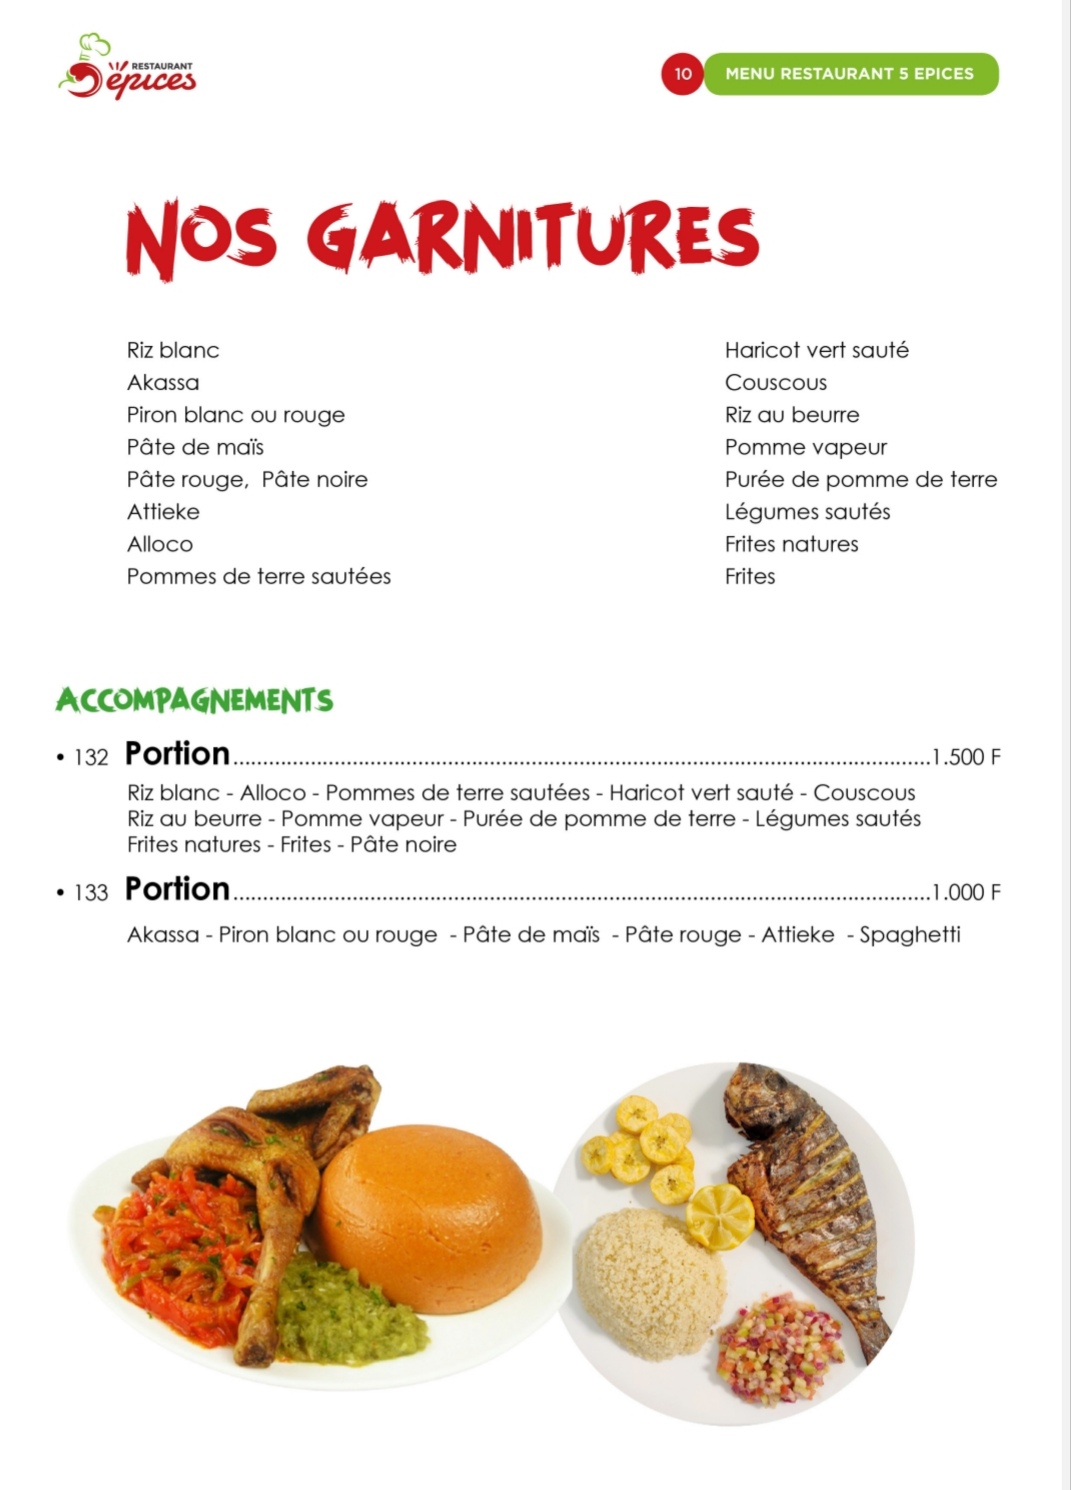 RESTAURANT
5 épices
10 MENU RESTAURANT 5 EPICES
NOS GARNITURES
Riz blanc
Akassa
Piron blanc ou rouge
Pâte de maïs
Pâte rouge, Pâte noire
Attieke
Alloco
Pommes de terre sautées
Haricot vert sauté
Couscous
Riz au beurre
Pomme vapeur
Purée de pomme de terre
Légumes sautés
Frites natures
Frites
ACCOMPAGNEMENTS
• 132 Portion.....................................................................................................................1.500 F
Riz blanc - Alloco - Pommes de terre sautées - Haricot vert sauté - Couscous
Riz au beurre - Pomme vapeur - Purée de pomme de terre - Légumes sautés
Frites natures - Frites - Pâte noire
• 133 Portion.....................................................................................................................1.000 F
Akassa - Piron blanc ou rouge - Pâte de maïs - Pâte rouge - Attieke - Spaghetti